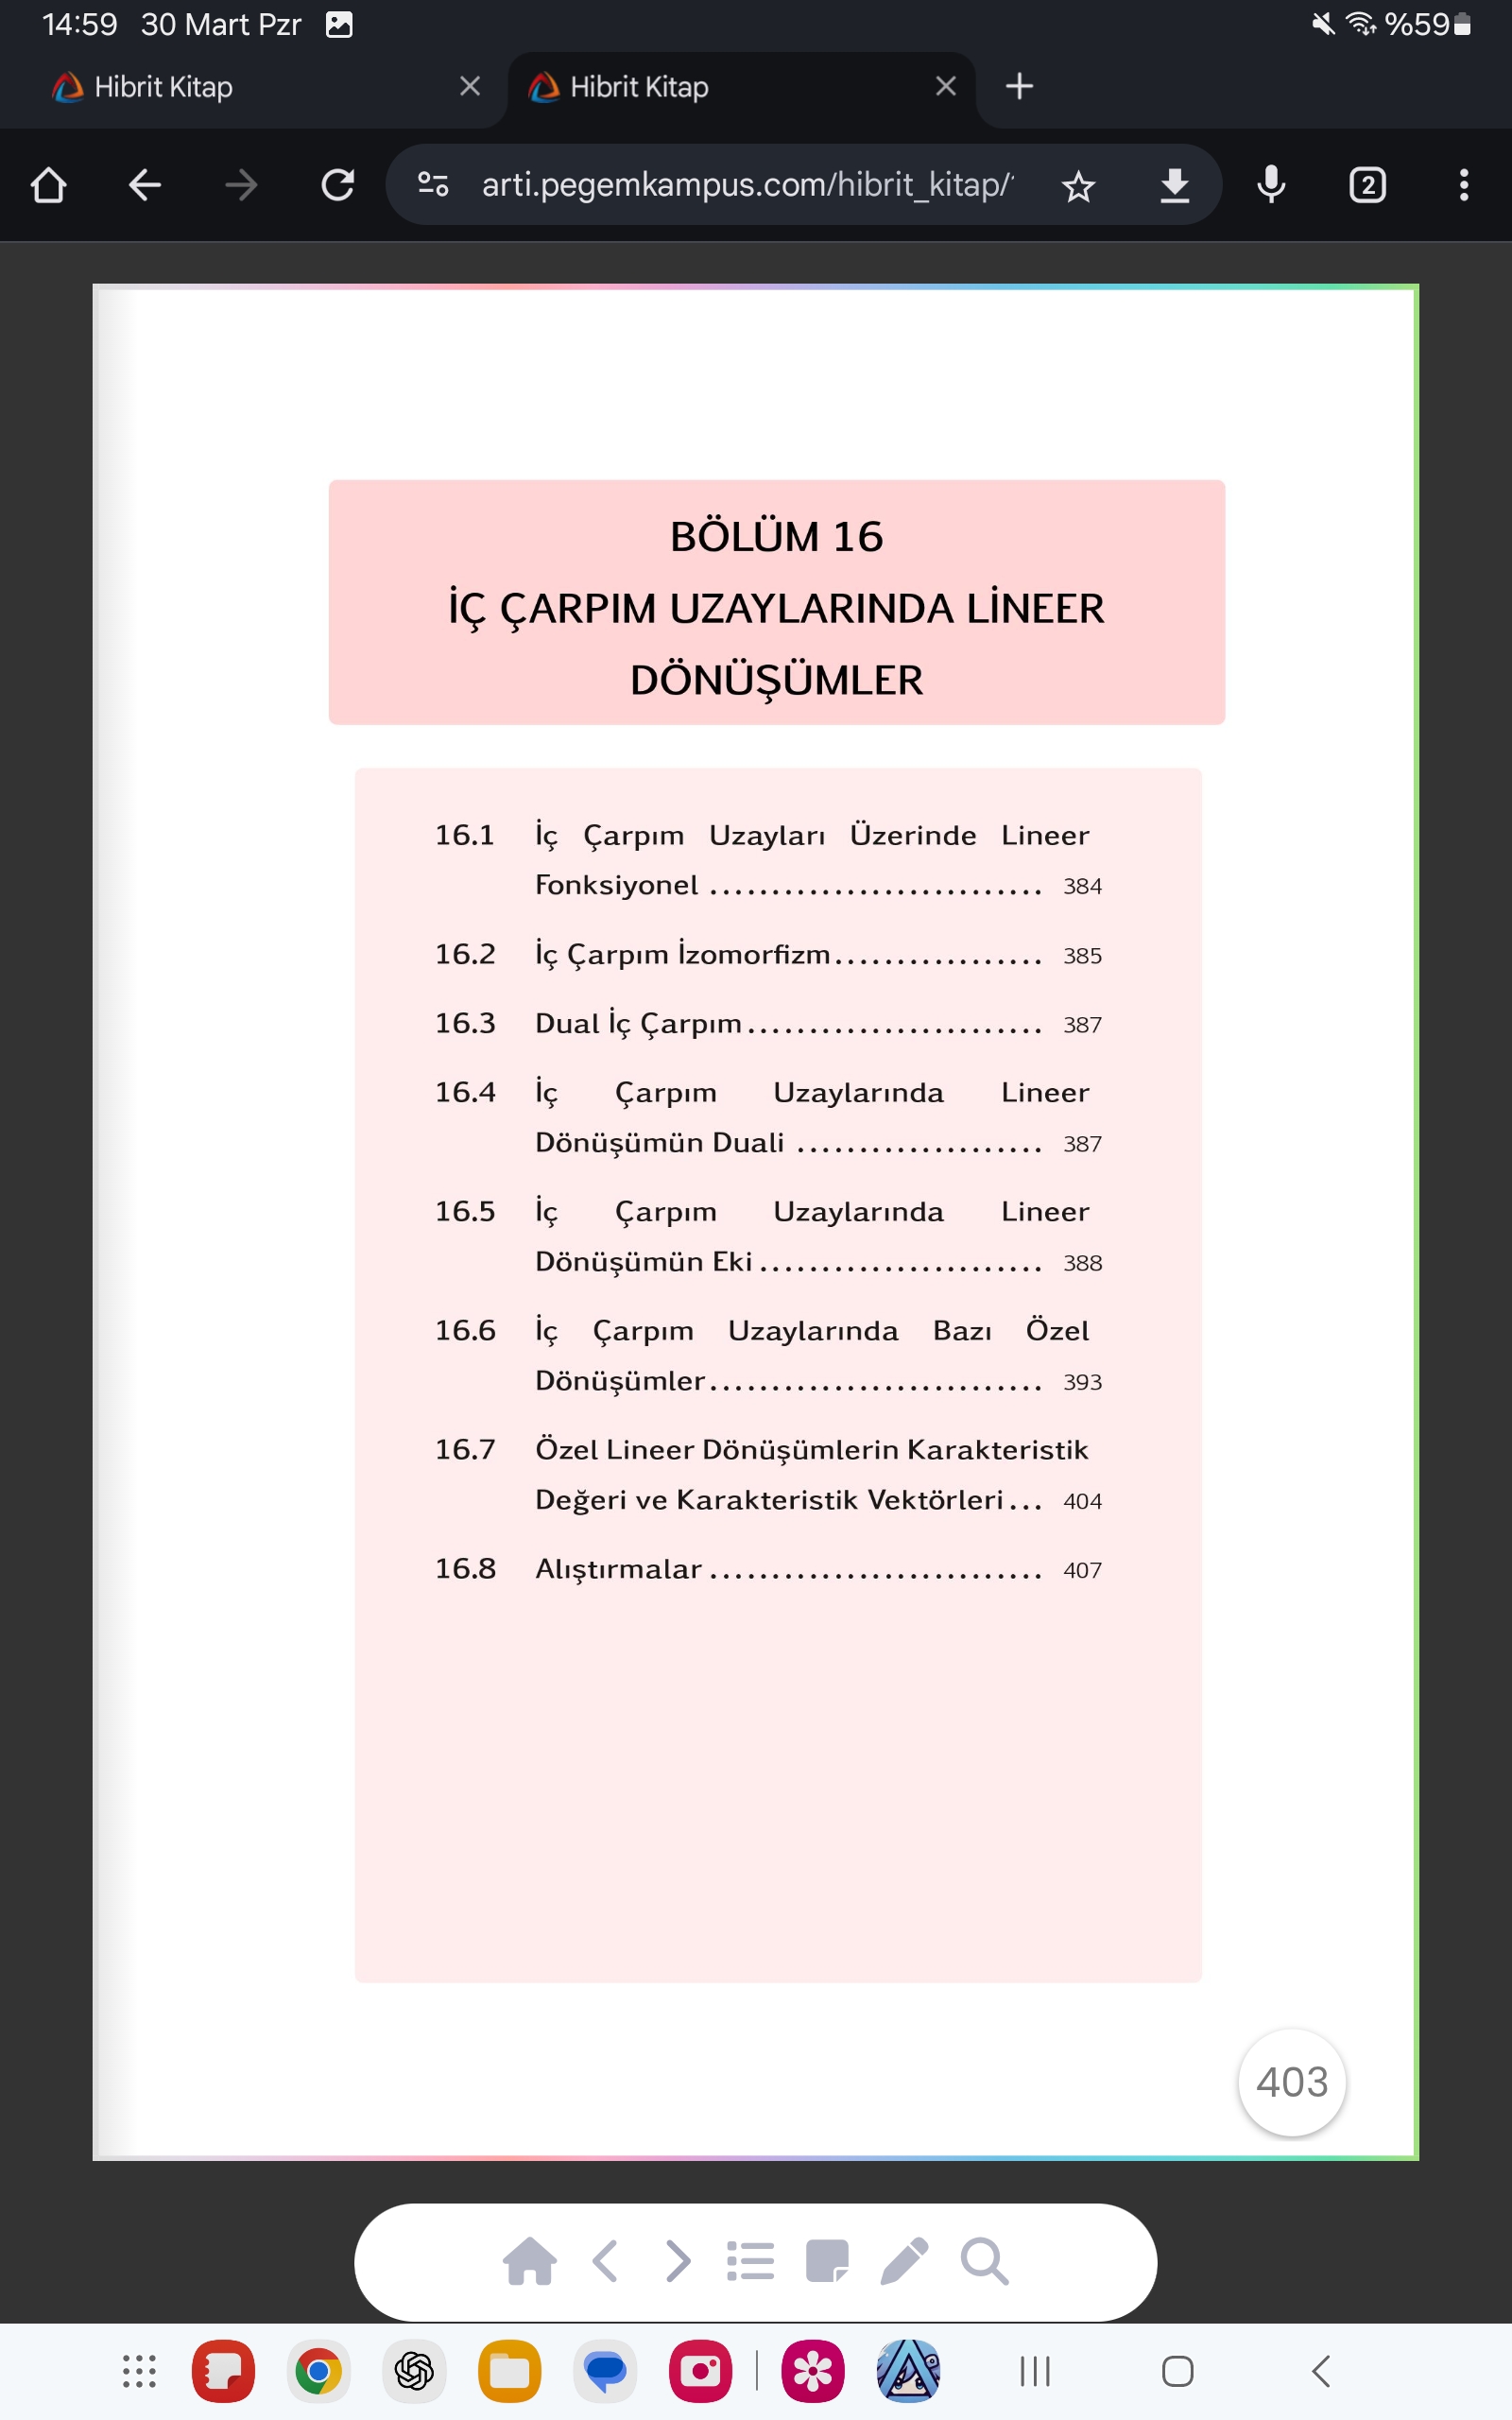 14:59 30 Mart Pzr %59
Hibrit Kitap Hibrit Kitap
arti.pegemkampus.com/hibrit_kitap/ 2
BÖLÜM 16
İÇ ÇARPIM UZAYLARINDA LİNEER
DÖNÜŞÜMLER
16.1 İç Çarpım Uzayları Üzerinde Lineer
Fonksiyonel ........................... 384
16.2 İç Çarpım İzomorfizm................. 385
16.3 Dual İç Çarpım........................ 387
16.4 İç Çarpım Uzaylarında Lineer
Dönüşümün Duali .................... 387
16.5 İç Çarpım Uzaylarında Lineer
Dönüşümün Eki....................... 388
16.6 İç Çarpım Uzaylarında Bazı Özel
Dönüşümler........................... 393
16.7 Özel Lineer Dönüşümlerin Karakteristik
Değeri ve Karakteristik Vektörleri... 404
16.8 Alıştırmalar........................... 407
403